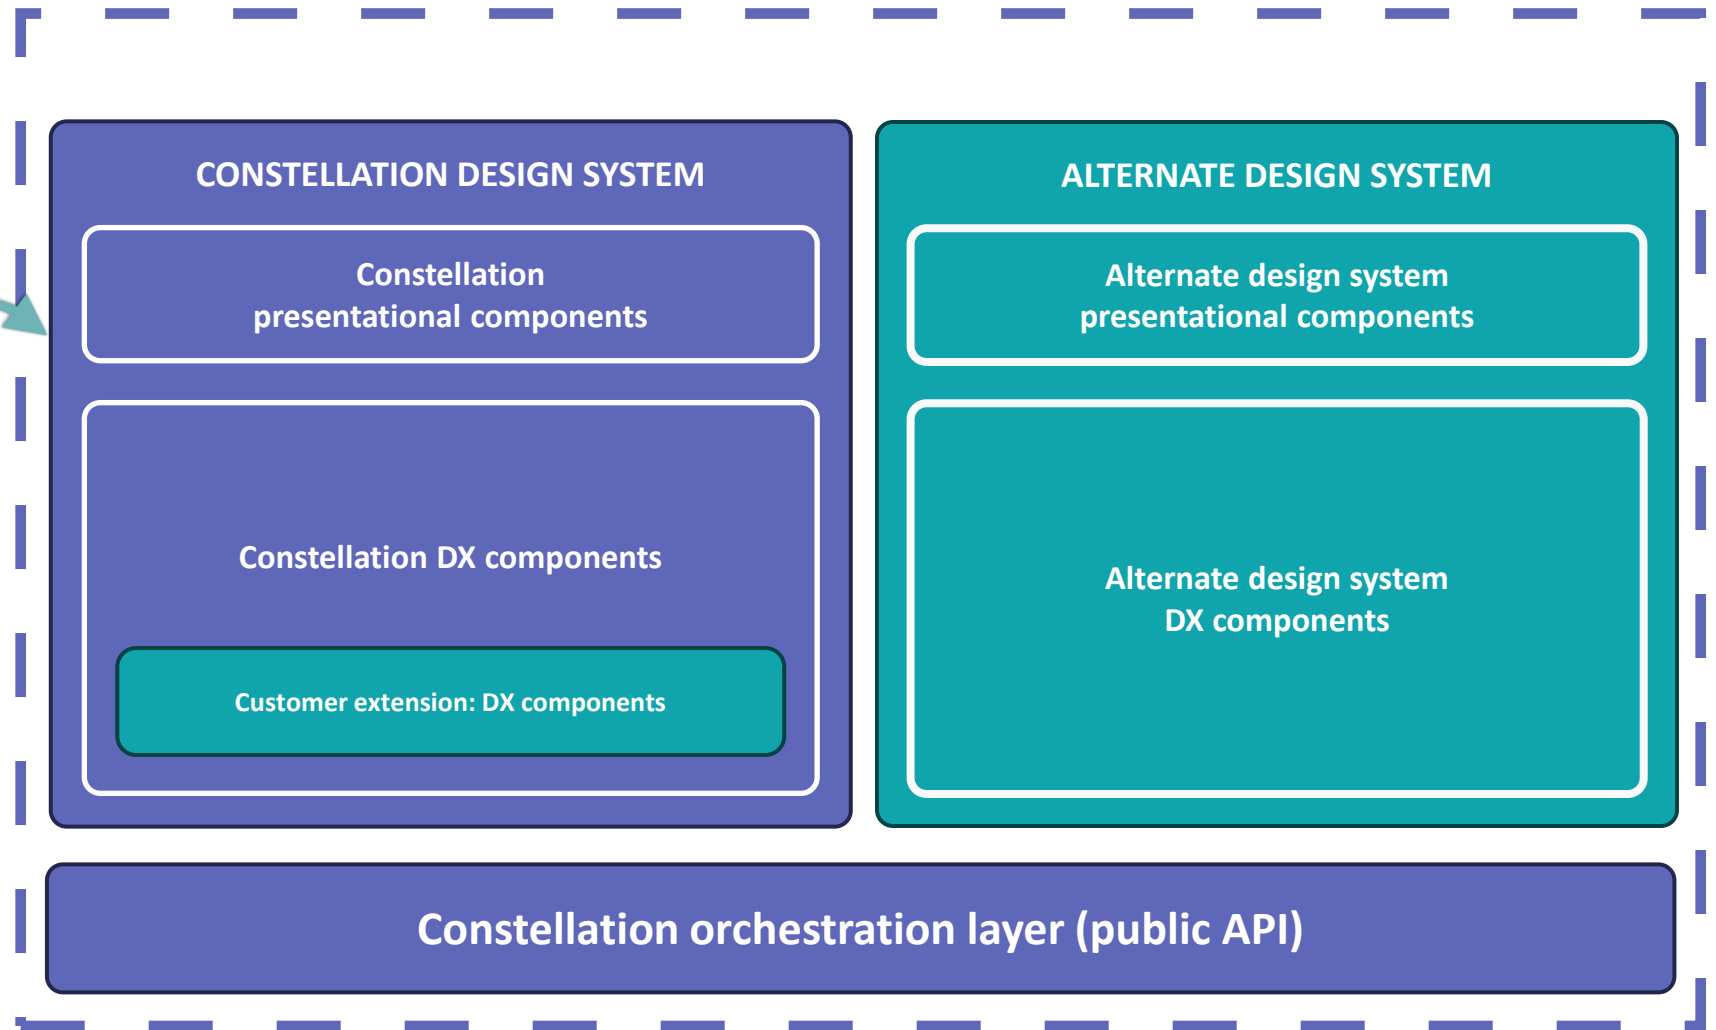 CONSTELLATION DESIGN SYSTEM
Constellation
presentational components
Constellation DX components
Customer extension: DX components
ALTERNATE DESIGN SYSTEM
Alternate design system
presentational components
Alternate design system
DX components
Constellation orchestration layer (public API)